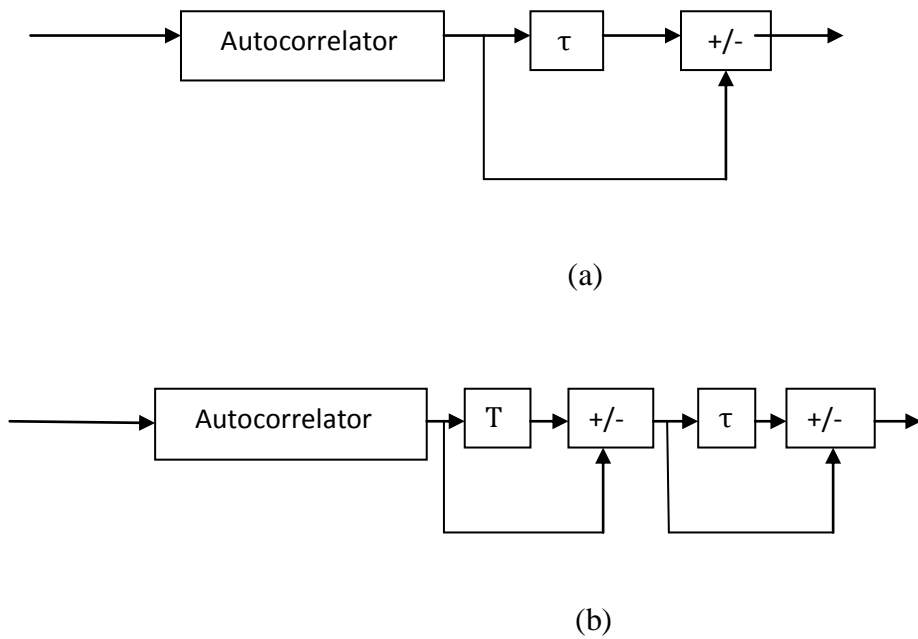 Autocorrelator τ +/-
(a)
Autocorrelator T +/- τ +/-
(b)